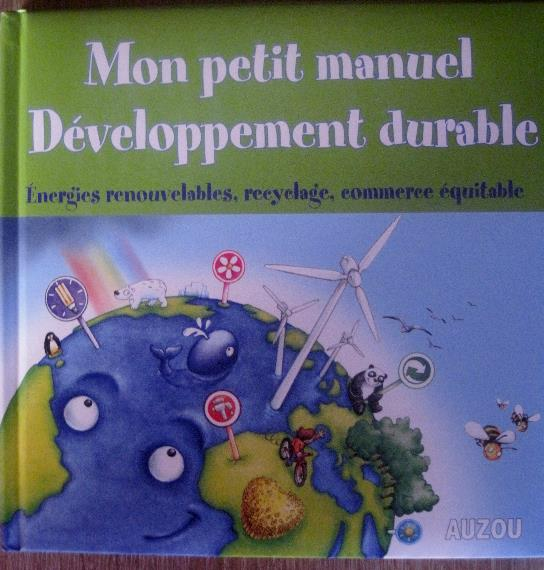 Mon petit manuel
Développement durable
Énergies renouvelables, recyclage, commerce équitable
AUZOU